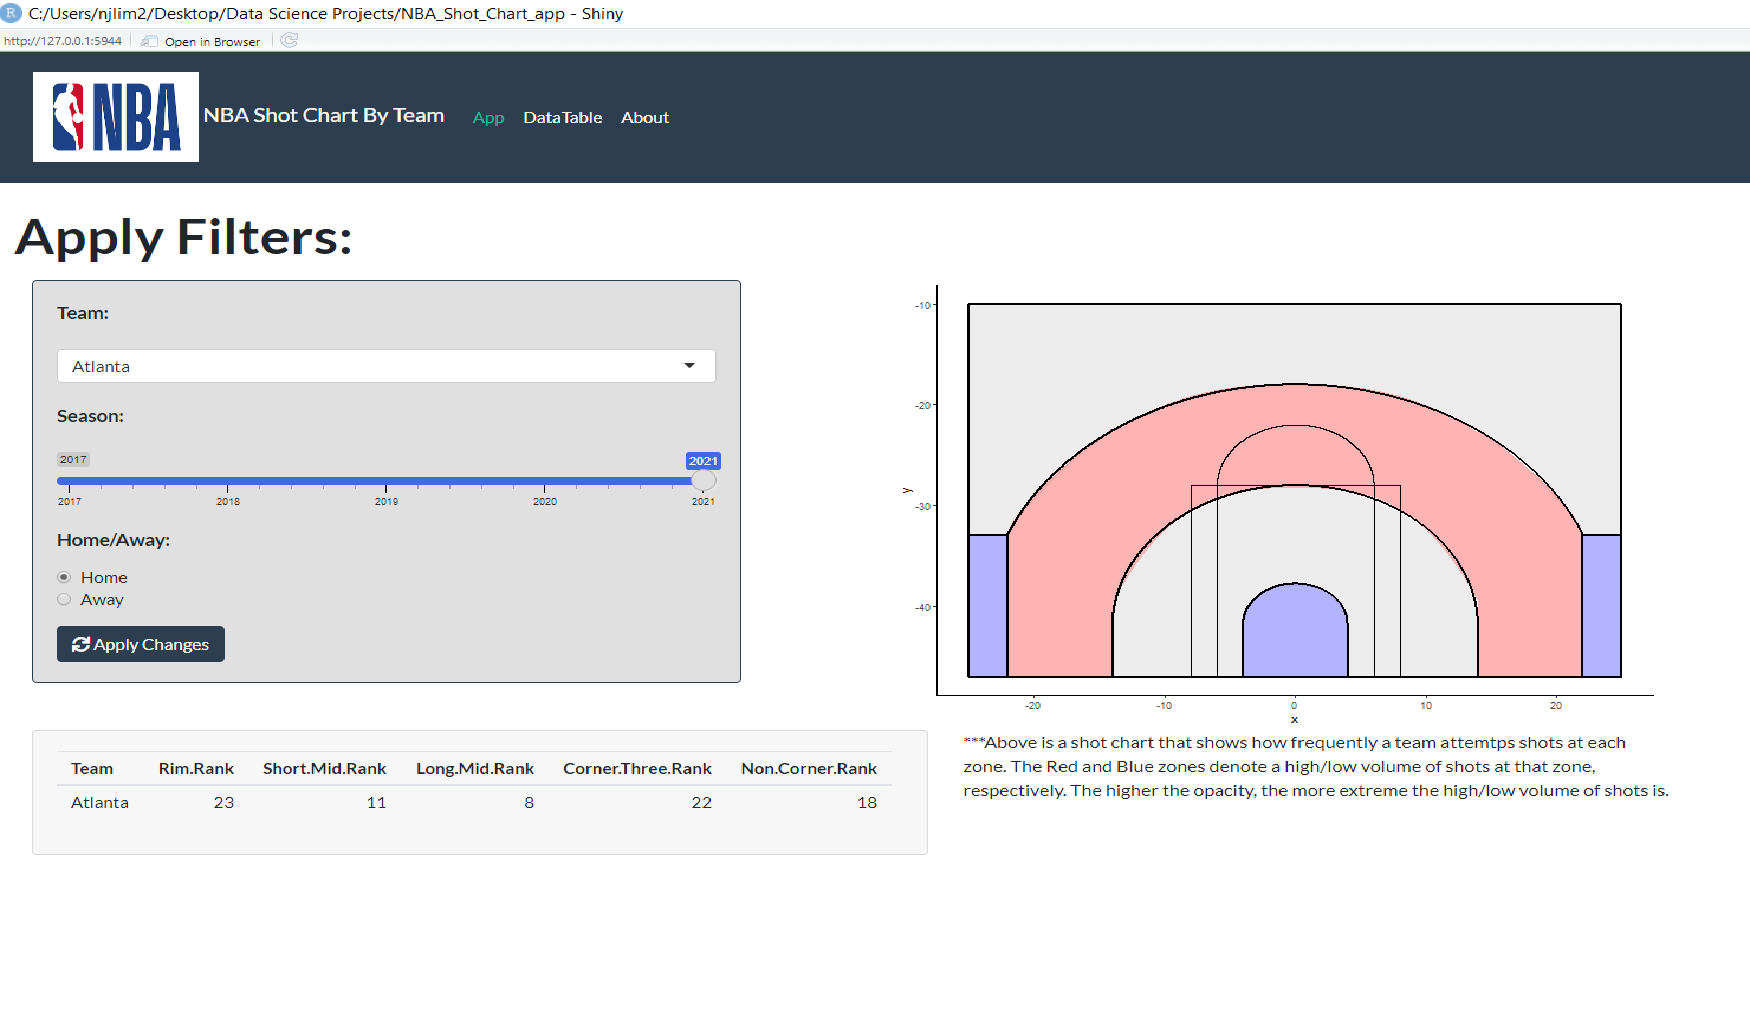 R C:/Users/njlim2/Desktop/Data Science Projects/NBA_Shot_Chart_app - Shiny
http://127.0.0.1:5944 Open in Browser
NBA NBA Shot Chart By Team App DataTable About
Apply Filters:
Team:
Atlanta
Season:
2017 2021
2017 2018 2019 2020 2021
Home/Away:
Home
Away
Apply Changes
-10
-20
y
-30
-40
-20 -10 0 10 20
x
Team Rim.Rank Short.Mid.Rank Long.Mid.Rank Corner.Three.Rank Non.Corner.Rank
Atlanta 23 11 8 22 18
***Above is a shot chart that shows how frequently a team attemtps shots at each
zone. The Red and Blue zones denote a high/low volume of shots at that zone,
respectively. The higher the opacity, the more extreme the high/low volume of shots is.